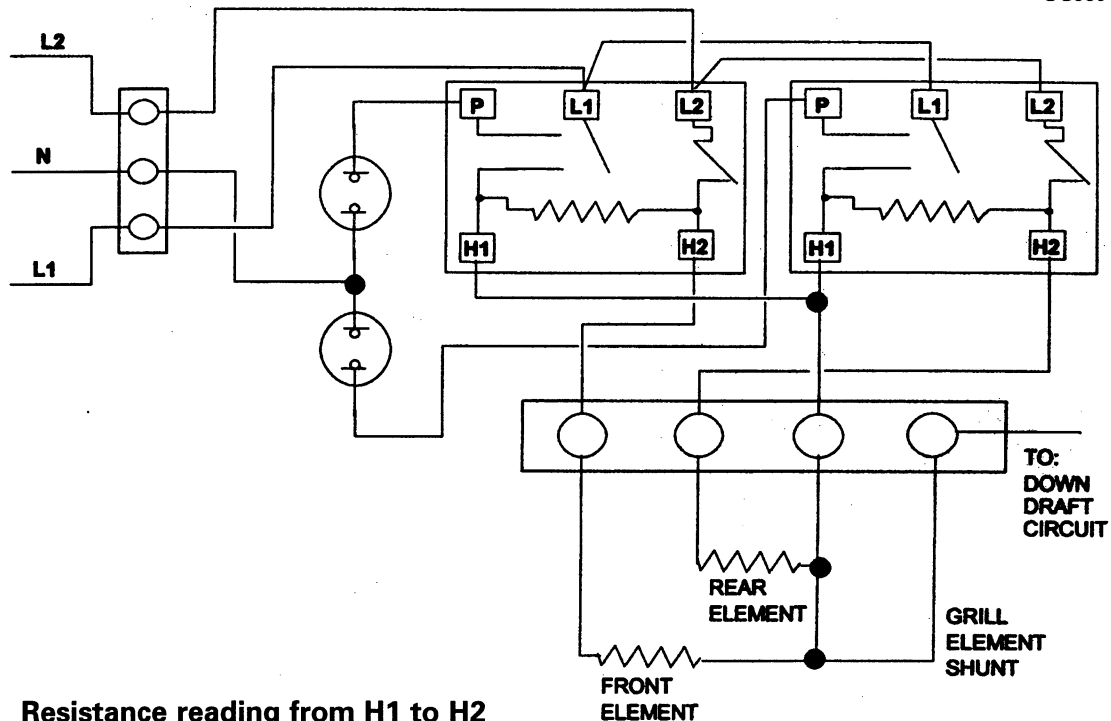 L2
N
L1
P
L1
L2
H1
H2
P
L1
L2
H1
H2
TO:
DOWN
DRAFT
CIRCUIT
REAR
ELEMENT
GRILL
ELEMENT
SHUNT
FRONT
ELEMENT
Resistance reading from H1 to H2